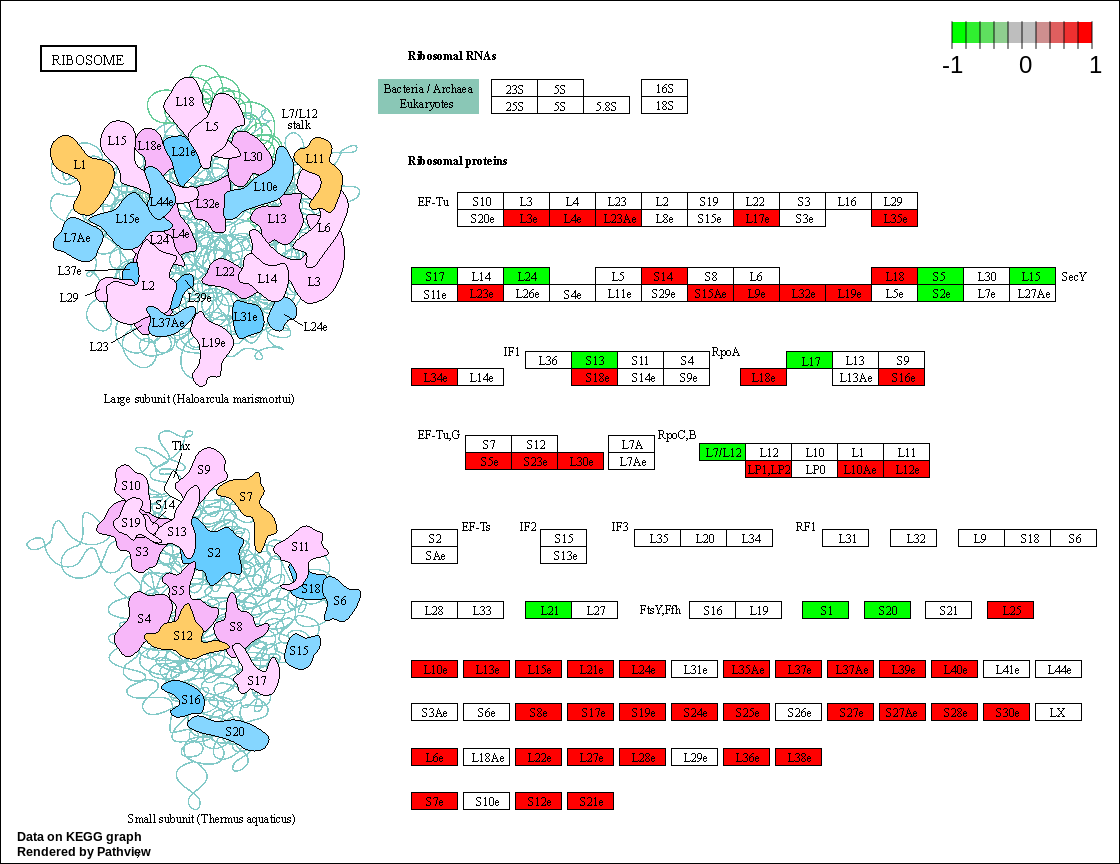 -1 0 1
RIBOSOME
Ribosomal RNAs
Bacteria / Archaea 23S 5S 16S
Eukaryotes 25S 5S 5.8S 18S
Ribosomal proteins
EF-Tu S10 L3 L4 L23 L2 S19 L22 S3 L16 L29
S20e L3e L4e L23Ae L8e S15e L17e S3e L35e
S17 L14 L24 L5 S14 S8 L6 L18 S5 L30 L15 SecY
S11e L23e L26e S4e L11e S29e S15Ae L9e L32e L19e L5e S2e L7e L27Ae
IF1 L36 S13 S11 S4 RpoA L17 L13 S9
L34e L14e S18e S14e S9e L18e L13Ae S16e
EF-Tu,G S7 S12 L7A RpoC,B L7/L12 L12 L10 L1 L11
S5e S23e L30e L7Ae LP1,LP2 LP0 L10Ae L12e
S2 EF-Ts IF2 S15 IF3 L35 L20 L34 RF1 L31 L32 L9 S18 S6
SAe S13e
L28 L33 L21 L27 FtsY,Ffh S16 L19 S1 S20 S21 L25
L10e L13e L15e L21e L24e L31e L35Ae L37e L37Ae L39e L40e L41e L44e
S3Ae S6e S8e S17e S19e S24e S25e S26e S27e S27Ae S28e S30e LX
L6e L18Ae L22e L27e L28e L29e L36e L38e
S7e S10e S12e S21e
L18
L5
L7/L12
stalk
L15 L18e L21e L30 L11
L1
L10e
L44e L32e
L15e L13
L7Ae L24 L4e L6
L37e L22 L14 L3
L29 L2 L39e
L37Ae L31e L24e
L23 L19e
Large subunit (Haloarcula marismortui)
Thx
S9
S10 S14 S7
S19 S13
S3 S2 S11
S5 S18 S6
S4 S12 S8
S15
S17
S16
S20
Small subunit (Thermus aquaticus)
Data on KEGG graph
Rendered by Pathview